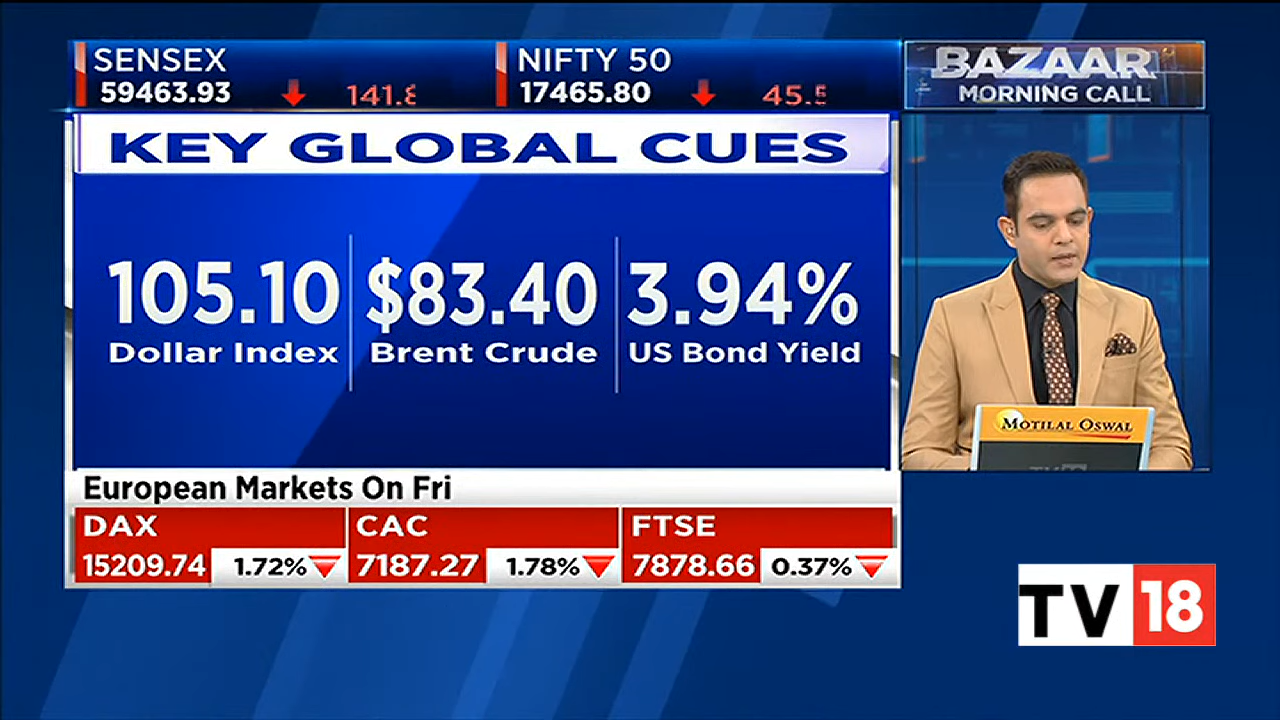 SENSEX
59463.93
NIFTY 50
17465.80
BAZAAR
MORNING CALL
KEY GLOBAL CUES
105.10
Dollar Index
$83.40
Brent Crude
3.94%
US Bond Yield
MOTILAL OSWAL
European Markets On Fri
DAX
15209.74 1.72%
CAC
7187.27 1.78%
FTSE
7878.66 0.37%
TV18